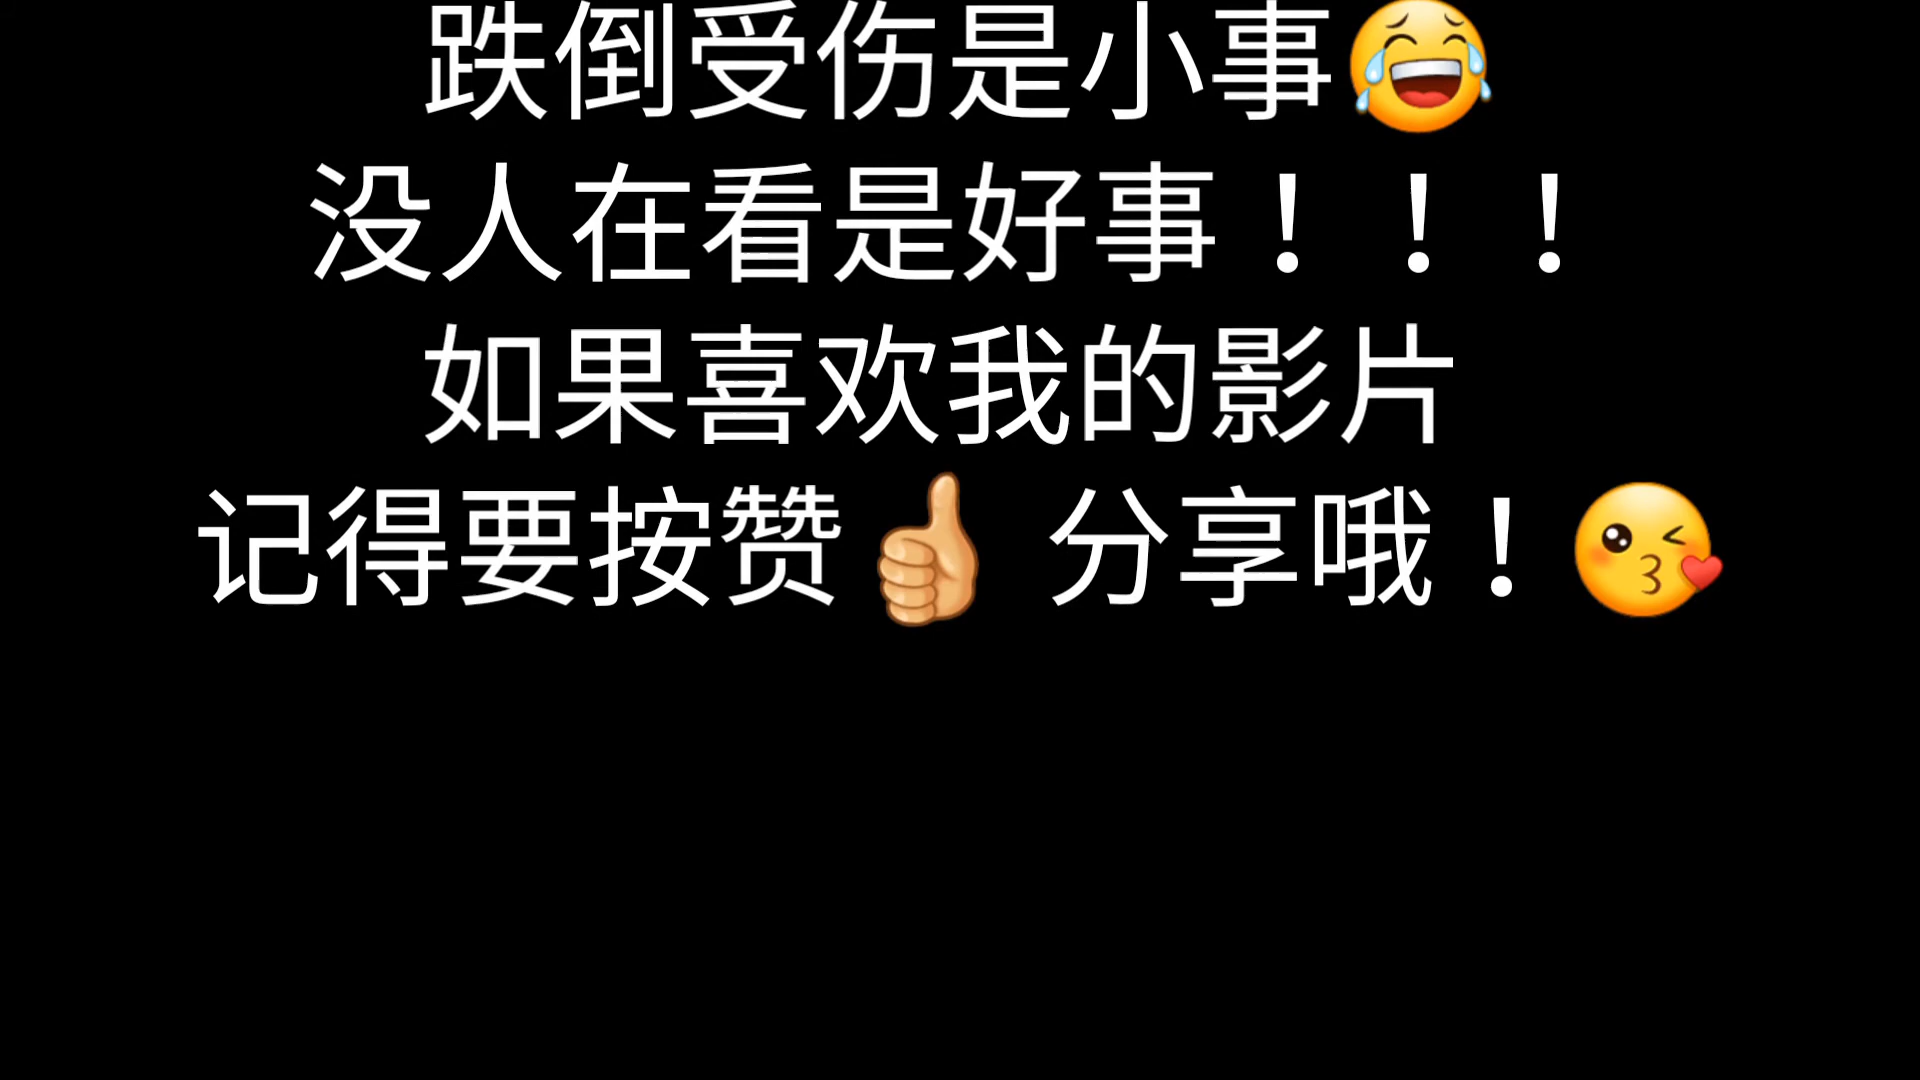 跌倒受伤是小事😂
没人在看是好事！！！
如果喜欢我的影片
记得要按赞👍🏼 分享哦！😘